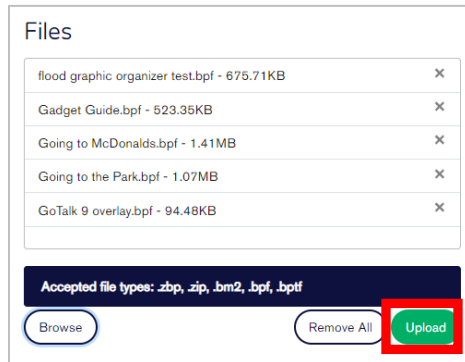 Files
flood graphic organizer test.bpf - 675.71KB ×
Gadget Guide.bpf - 523.35KB ×
Going to McDonalds.bpf - 1.41MB ×
Going to the Park.bpf - 1.07MB ×
GoTalk 9 overlay.bpf - 94.48KB ×
Accepted file types: .zbp, .zip, .bm2, .bpf, .bptf
Browse Remove All Upload